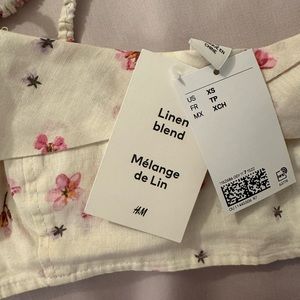 Linen
blend
Mélange
de Lin
H&M
US XS
FR TP
MX XCH